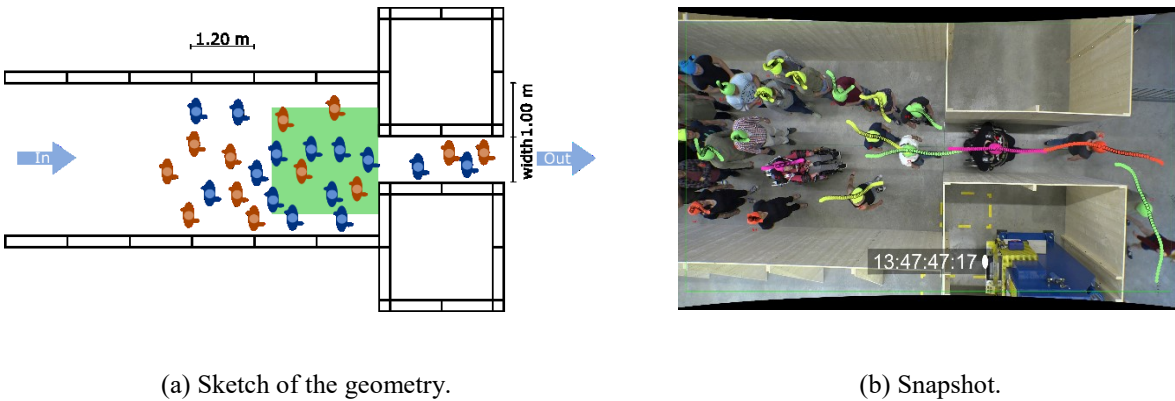 1.20 m
In
width
1.00 m
Out
13:47:47:17
(a) Sketch of the geometry.
(b) Snapshot.